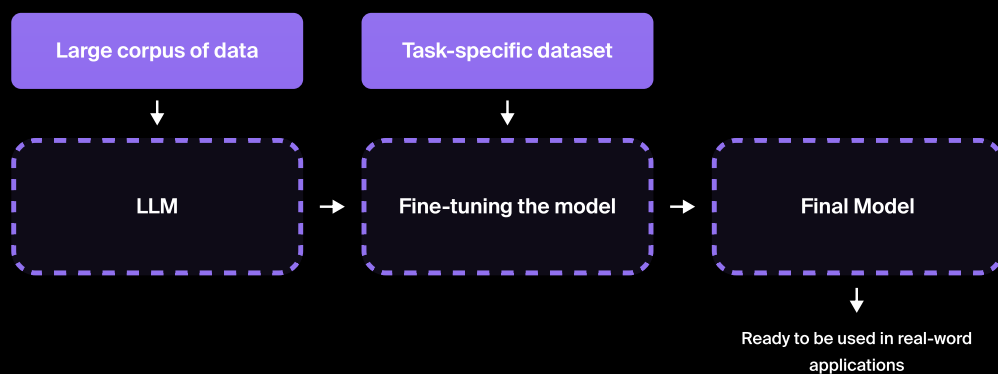 Large corpus of data
Task-specific dataset
LLM
Fine-tuning the model
Final Model
Ready to be used in real-word
applications